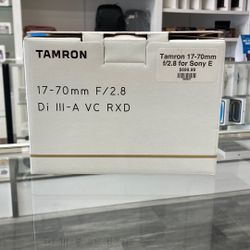 TAMRON
Tamron 17-70mm
f/2.8 for Sony E
17-70mm F/2.8
Di III-A VC RXD